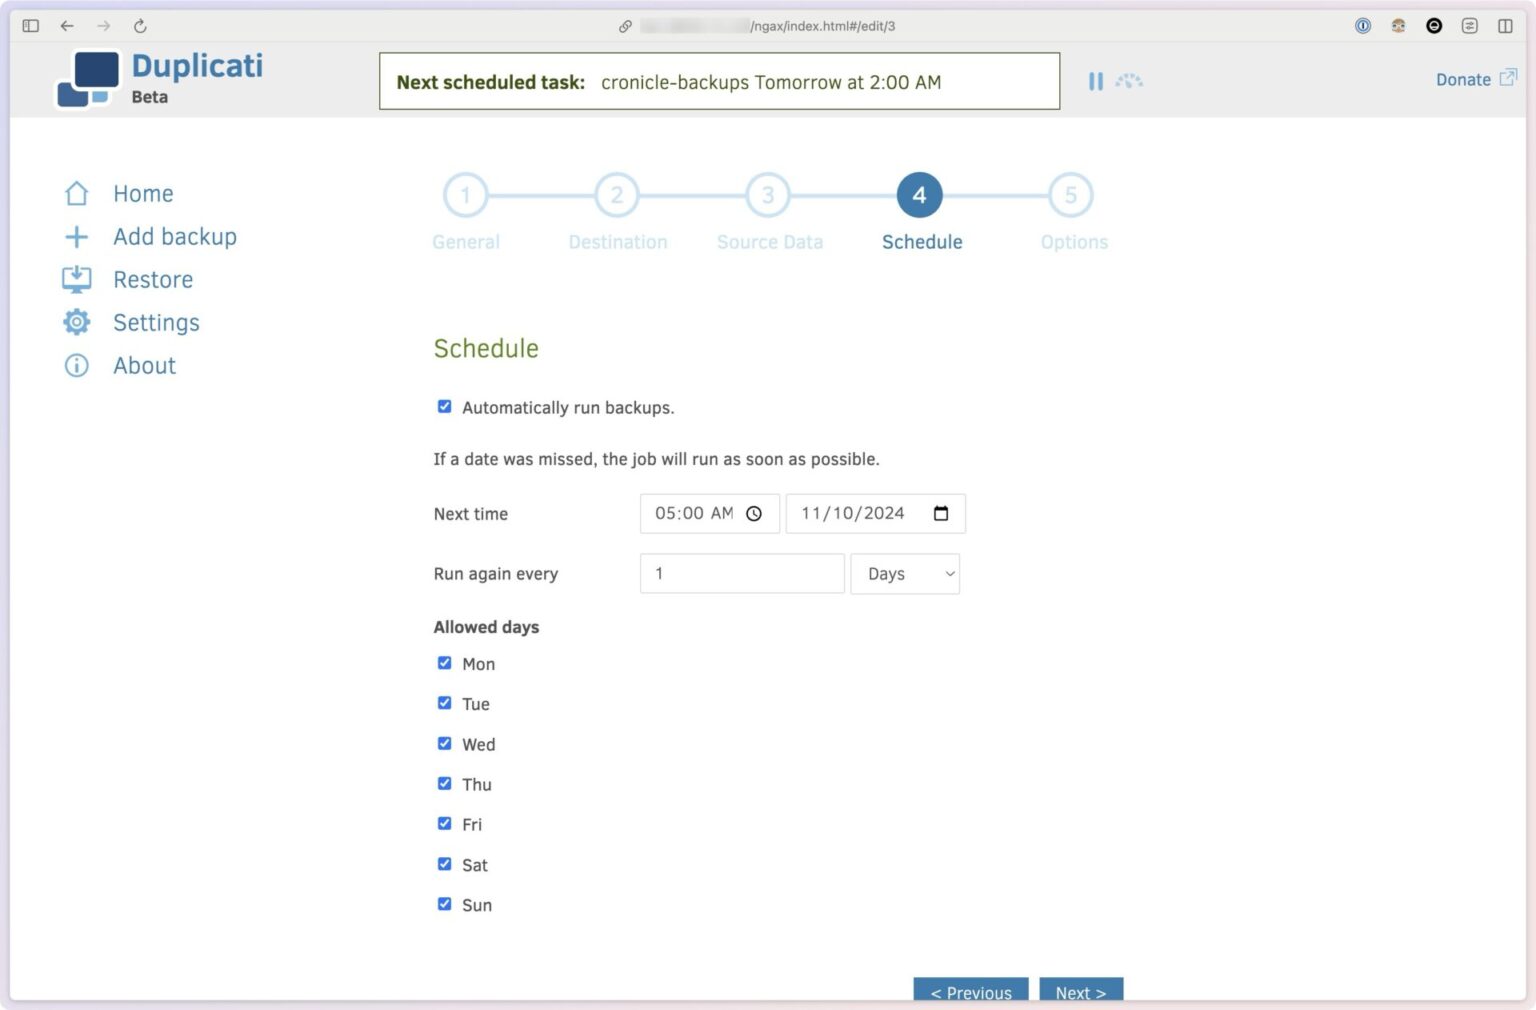 /ngax/index.html#/edit/3
Duplicati
Beta
Next scheduled task: cronicle-backups Tomorrow at 2:00 AM
Donate
Home
Add backup
Restore
Settings
About
1 2 3 4 5
General Destination Source Data Schedule Options
Schedule
Automatically run backups.
If a date was missed, the job will run as soon as possible.
Next time 05:00 AM 11/10/2024
Run again every 1 Days
Allowed days
Mon
Tue
Wed
Thu
Fri
Sat
Sun
< Previous Next >